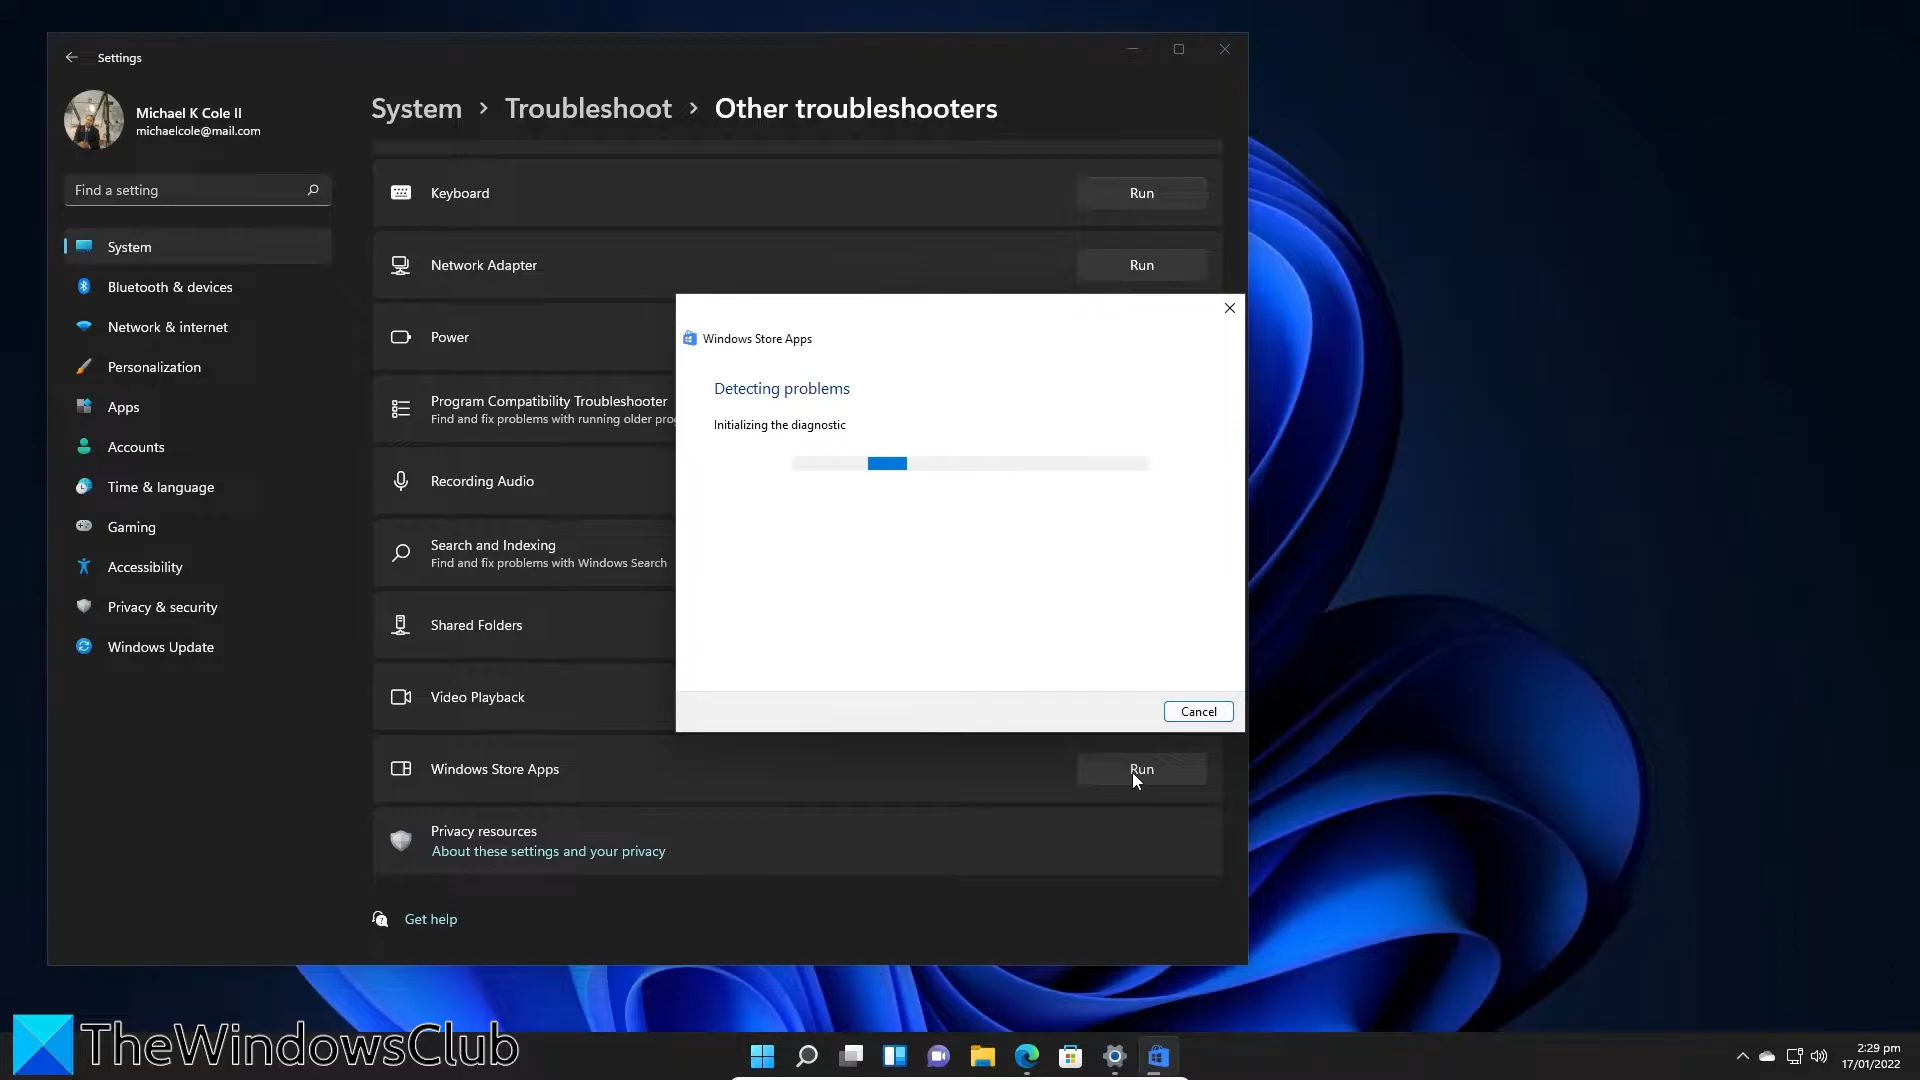 Settings
Michael K Cole II
michaelcole@mail.com
Find a setting
System
Bluetooth & devices
Network & internet
Personalization
Apps
Accounts
Time & language
Gaming
Accessibility
Privacy & security
Windows Update
System > Troubleshoot > Other troubleshooters
Keyboard Run
Network Adapter Run
Power
Program Compatibility Troubleshooter
Find and fix problems with running older pro
Recording Audio
Search and Indexing
Find and fix problems with Windows Search
Shared Folders
Video Playback
Windows Store Apps Run
Privacy resources
About these settings and your privacy
Get help
Windows Store Apps
Detecting problems
Initializing the diagnostic
Cancel
TheWindowsClub
2:29 pm
17/01/2022